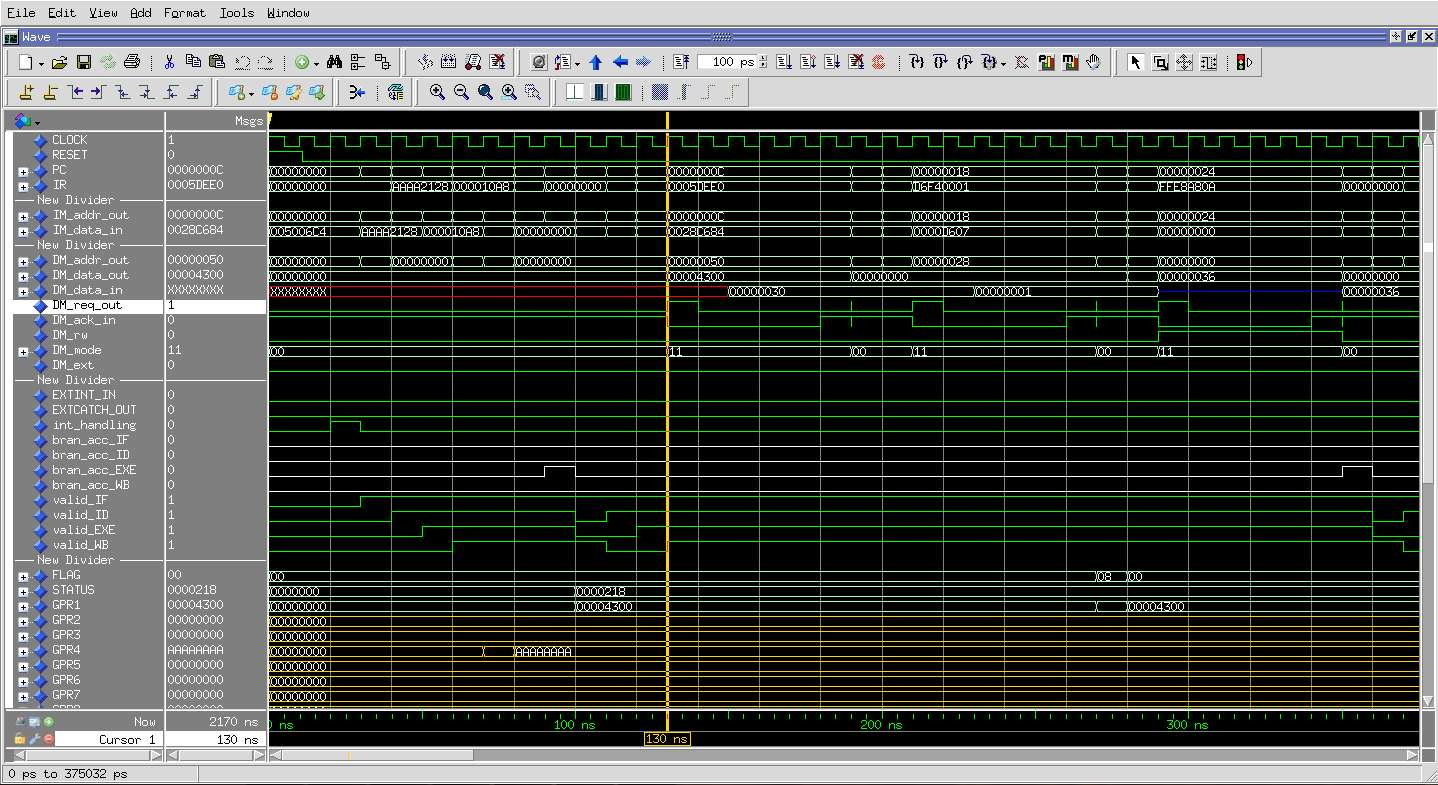 File Edit View Add Format Tools Window
Wave
100 ps
Msgs
CLOCK 1
RESET 0
PC 0000000C 00000000 0000000C 00000018 00000024
IR 0005DEE0 00000000 AAAA2128 000010A8 00000000 0005DEE0 D6F40001 FFE8A80A 00000000
New Divider
IM_addr_out 0000000C 00000000 0000000C 00000018 00000024
IM_data_in 0028C684 005006C4 AAAA2128 000010A8 00000000 0028C684 0000D607 00000000
New Divider
DM_addr_out 00000050 00000000 00000000 00000000 00000050 00000028 00000000
DM_data_out 00004300 00000000 00004300 00000000 00000036 00000000
DM_data_in XXXXXXXX XXXXXXXX 00000030 00000001 00000036
DM_req_out 1
DM_ack_in 0
DM_rw 0
DM_mode 11 00 11 00 11 00 11 00
DM_ext 0
New Divider
EXTINT_IN 0
EXTCATCH_OUT 0
int_handling 0
bran_acc_IF 0
bran_acc_ID 0
bran_acc_EXE 0
bran_acc_WB 0
valid_IF 1
valid_ID 1
valid_EXE 1
valid_WB 1
New Divider
FLAG 00 00 08 00
STATUS 0000218 0000000 0000218
GPR1 00004300 00000000 00004300 00004300
GPR2 00000000 00000000
GPR3 00000000 00000000
GPR4 AAAAAAAA 00000000 AAAAAAAA
GPR5 00000000 00000000
GPR6 00000000 00000000
GPR7 00000000 00000000
Now 2170 ns ns 100 ns 200 ns 300 ns
Cursor 1 130 ns 130 ns
0 ps to 375032 ps